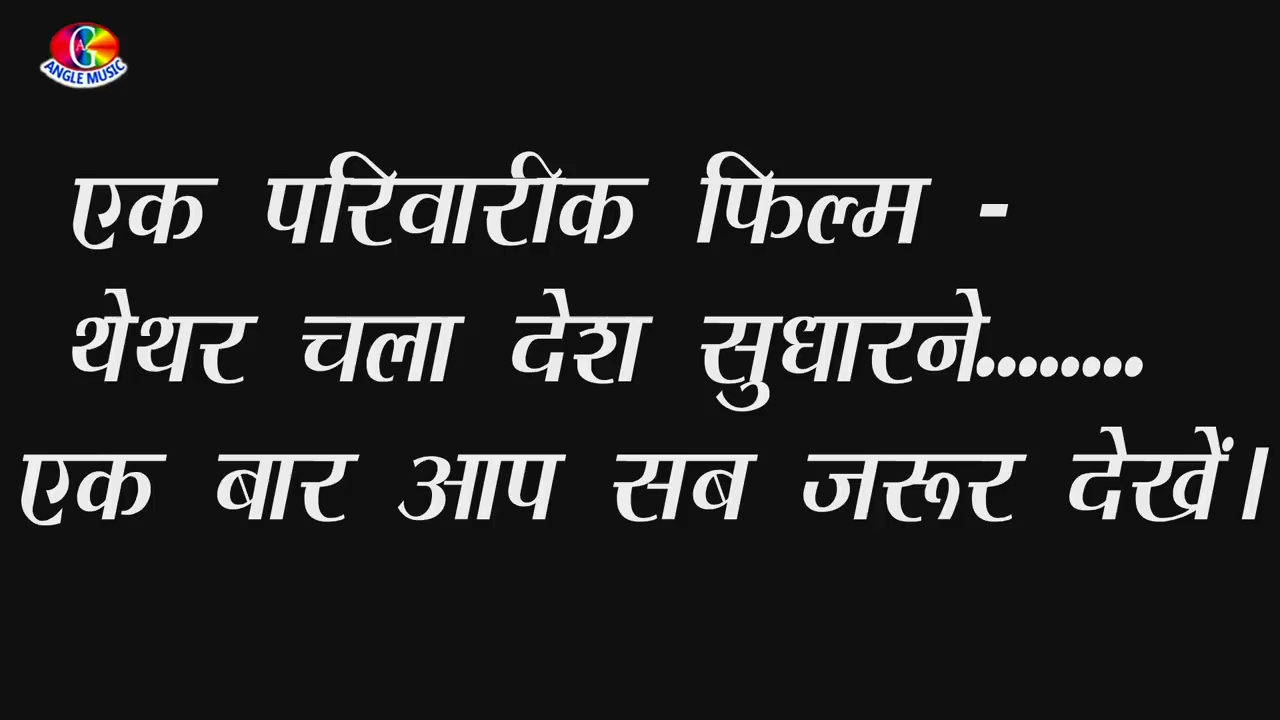 ANGLE MUSIC
एक परिवारिीक फिल्म -
थेथर चला देश सुधारने........
एक बार आप सब जरूर देखें।